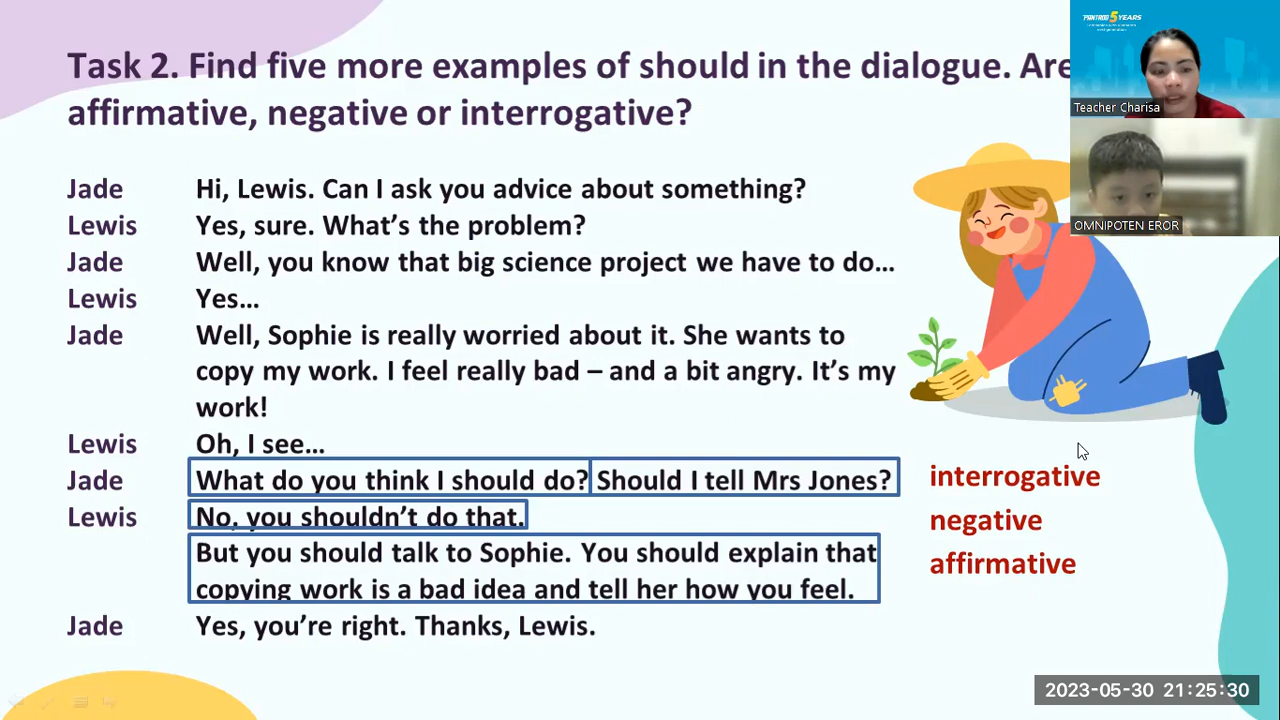 Task 2. Find five more examples of should in the dialogue. Are
affirmative, negative or interrogative?
PANTROG 5 YEARS
Teacher Charisa
OMNIPOTEN EROR
Jade Hi, Lewis. Can I ask you advice about something?
Lewis Yes, sure. What's the problem?
Jade Well, you know that big science project we have to do...
Lewis Yes...
Jade Well, Sophie is really worried about it. She wants to
copy my work. I feel really bad – and a bit angry. It's my
work!
Lewis Oh, I see...
Jade What do you think I should do? Should I tell Mrs Jones? interrogative
Lewis No, you shouldn't do that. negative
But you should talk to Sophie. You should explain that affirmative
copying work is a bad idea and tell her how you feel.
Jade Yes, you're right. Thanks, Lewis.
2023-05-30 21:25:30